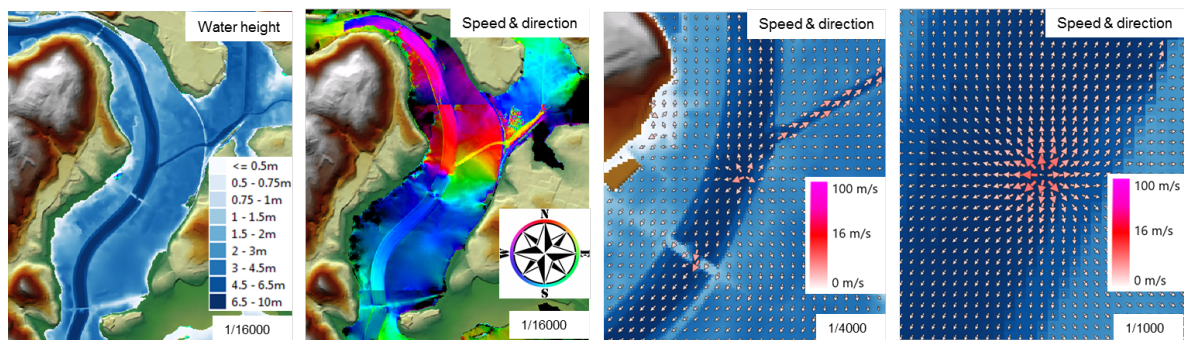 Water height
<= 0.5m
0.5 - 0.75m
0.75 - 1m
1 - 1.5m
1.5 - 2m
2 - 3m
3 - 4.5m
4.5 - 6.5m
6.5 - 10m
1/16000
Speed & direction
N
W
E
S
1/16000
Speed & direction
100 m/s
16 m/s
0 m/s
1/4000
Speed & direction
100 m/s
16 m/s
0 m/s
1/1000